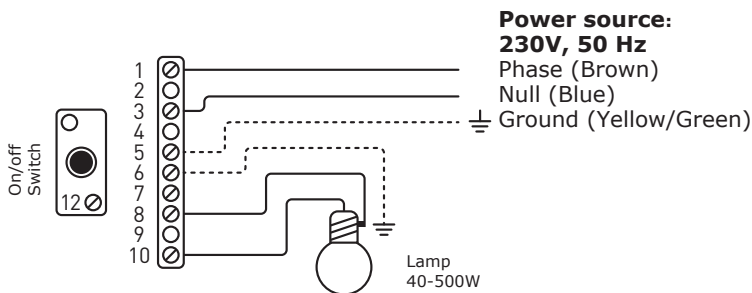 Power source:
230V, 50 Hz
Phase (Brown)
Null (Blue)
Ground (Yellow/Green)
1
2
3
4
5
6
7
8
9
10
On/off
Switch
12
Lamp
40-500W